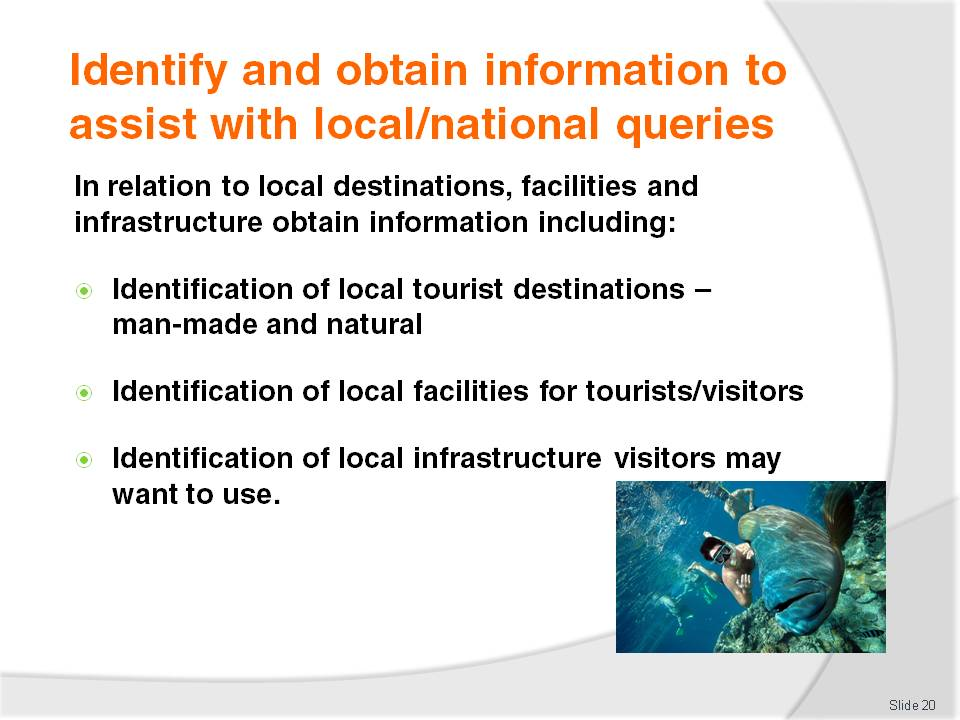 Identify and obtain information to
assist with local/national queries
In relation to local destinations, facilities and
infrastructure obtain information including:
Identification of local tourist destinations –
man-made and natural
Identification of local facilities for tourists/visitors
Identification of local infrastructure visitors may
want to use.
Slide 20